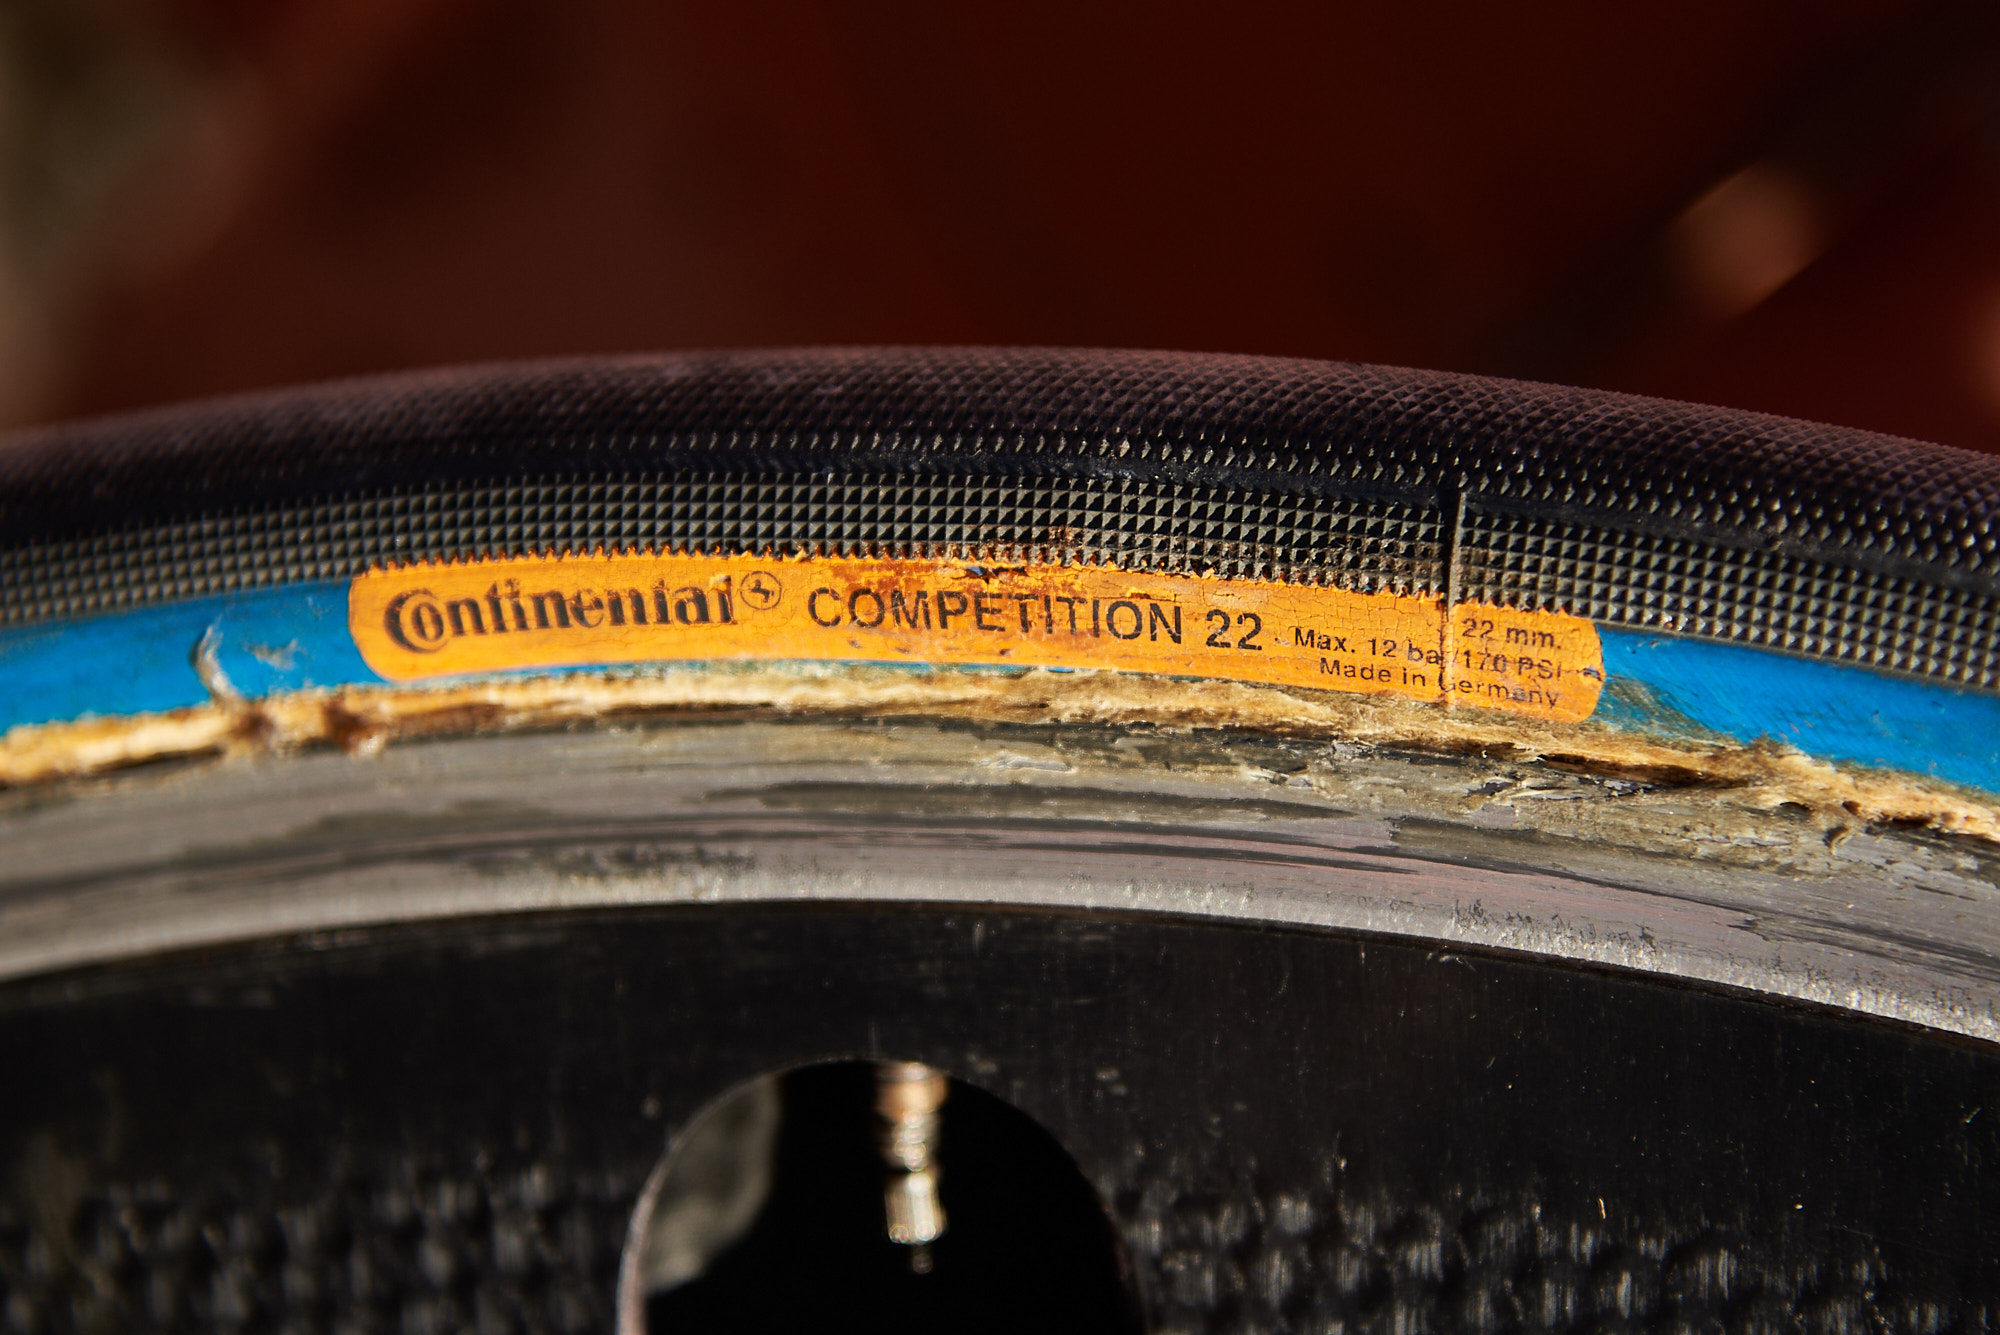 Continental COMPETITION 22
22 mm.
Max. 12 bar/170 PSI
Made in Germany